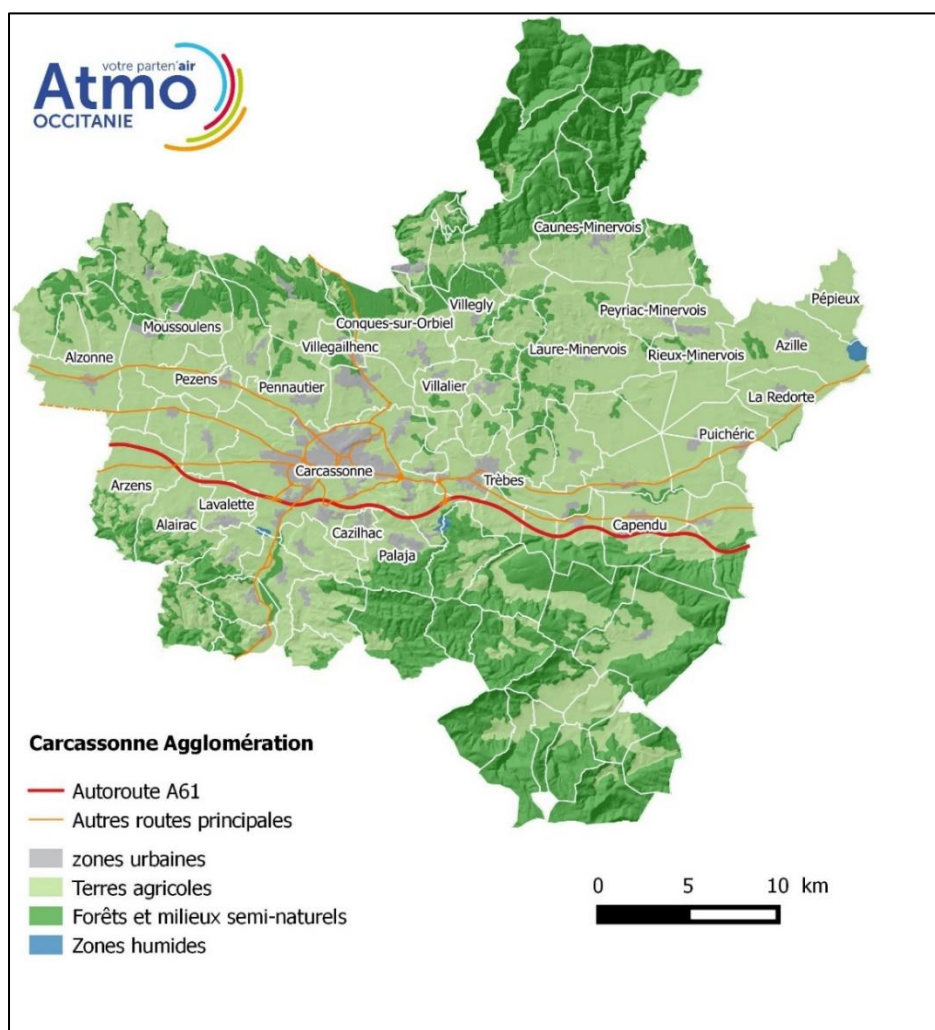 votre parten'air
Atmo
OCCITANIE
Caunes-Minervois
Pépieux
Villegly
Peyriac-Minervois
Moussoulens
Conques-sur-Orbiel
Azille
Villegailhenc
Laure-Minervois
Rieux-Minervois
Alzonne
Pezens
Pennautier
Villalier
La Redorte
Puichéric
Carcassonne
Trèbes
Arzens
Lavalette
Alairac
Cazilhac
Capendu
Palaja
Carcassonne Agglomération
Autoroute A61
Autres routes principales
zones urbaines
Terres agricoles
Forêts et milieux semi-naturels
Zones humides
0 5 10 km